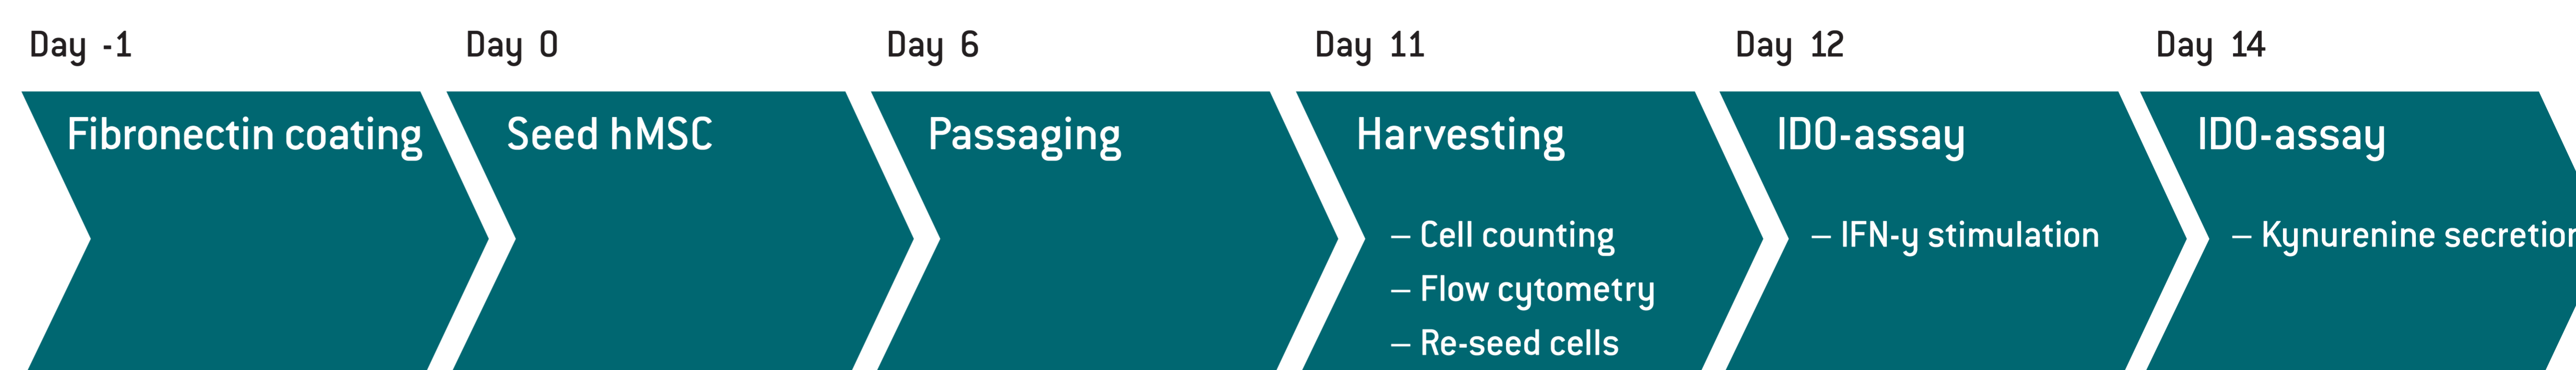 Day -1
Fibronectin coating
Day 0
Seed hMSC
Day 6
Passaging
Day 11
Harvesting
– Cell counting
– Flow cytometry
– Re-seed cells
Day 12
IDO-assay
– IFN-y stimulation
Day 14
IDO-assay
– Kynurenine secretion